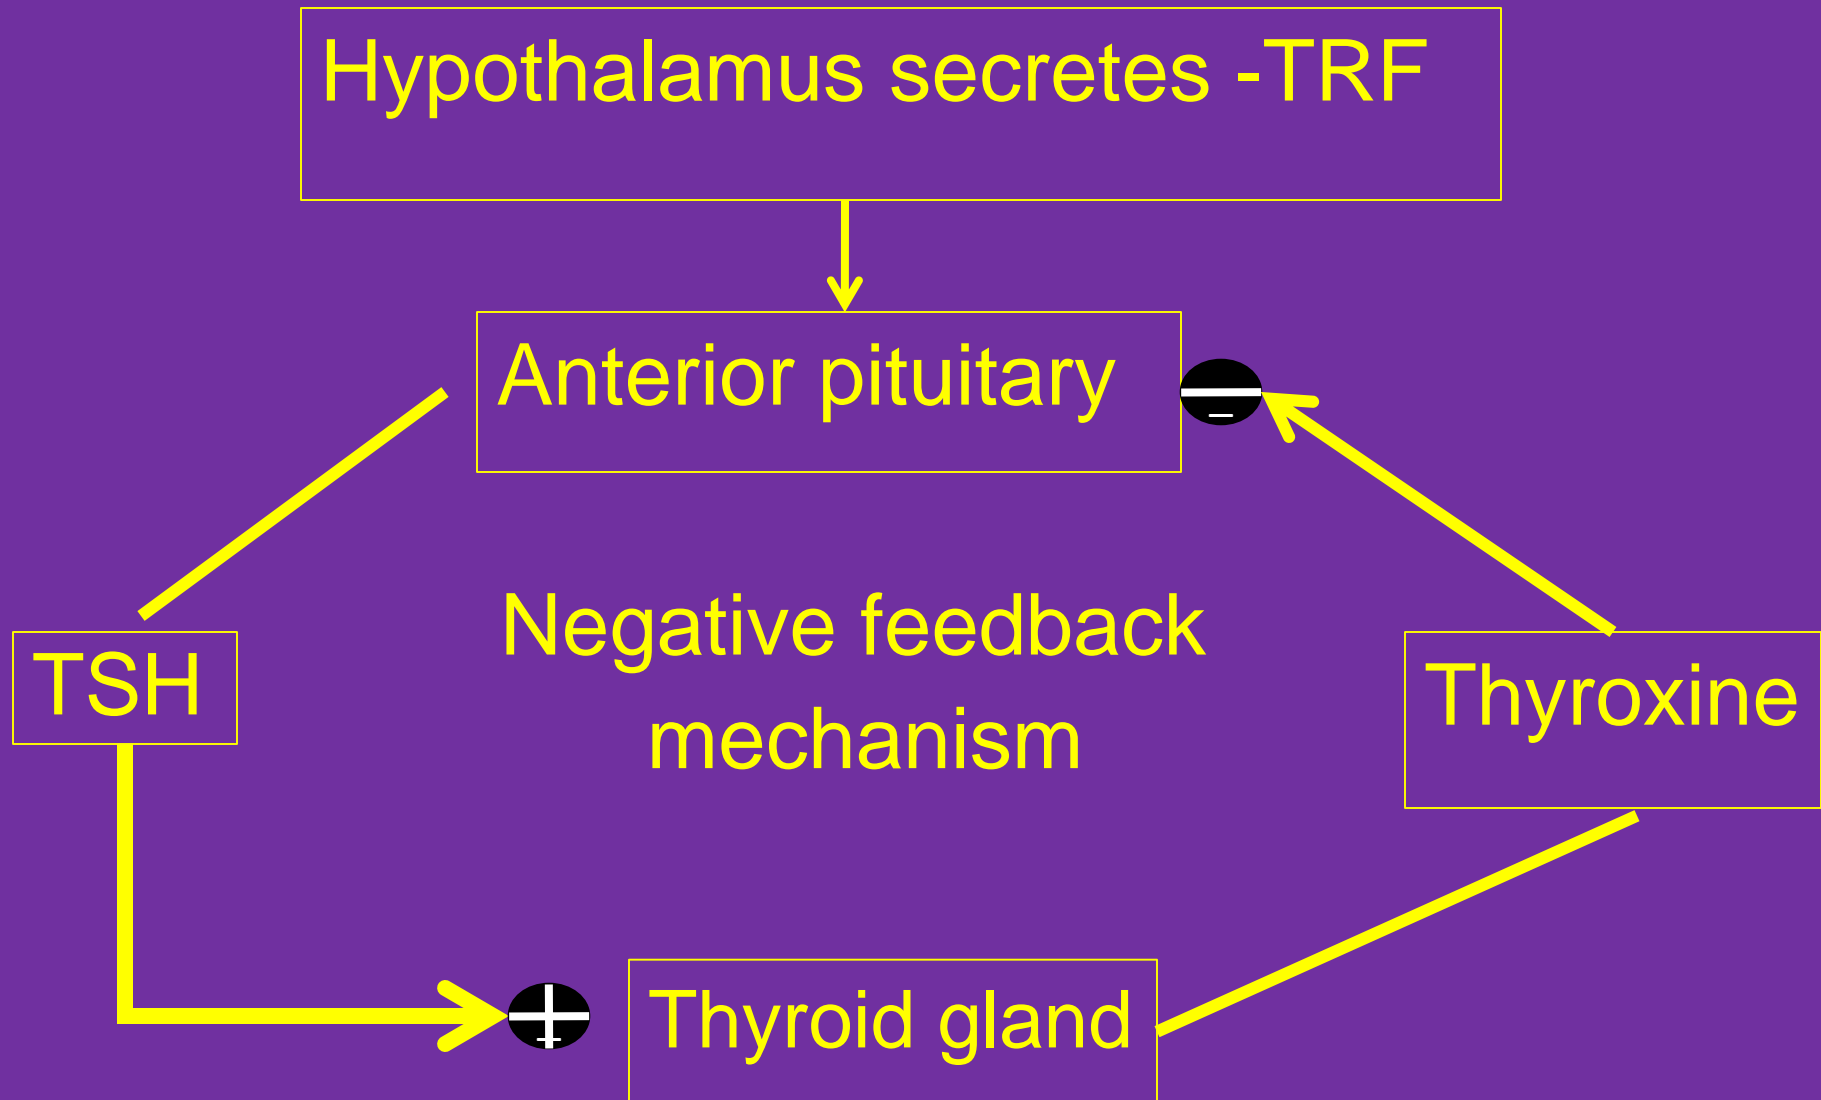 Hypothalamus secretes -TRF
Anterior pituitary
Negative feedback
mechanism
TSH
Thyroxine
Thyroid gland